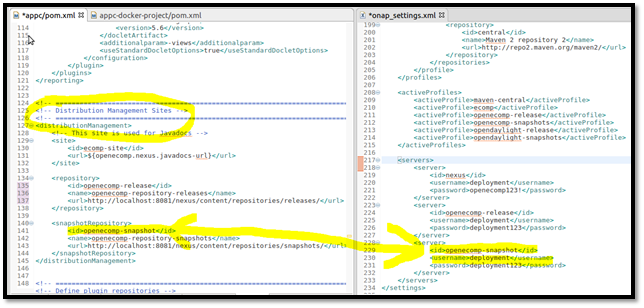 *appc/pom.xml
appc-docker-project/pom.xml
114 <version>5.6</version>
115 </docletArtifact>
116 <additionalparam>-views</additionalparam>
117 <useStandardDocletOptions>true</useStandardDocletOptions>
118 </configuration>
119 </plugin>
120 </plugins>
121 </reporting>
124 <!-- ====
125 <!-- Distribution Management Sites -->
126 <!-- ====
127 <distributionManagement>
128 <!-- This site is used for Javadocs -->
129 <site>
130 <id>ecomp-site</id>
131 <url>${openecomp.nexus.javadocs-url}</url>
132 </site>
133
134 <repository>
135 <id>openecomp-release</id>
136 <name>openecomp-repository-releases</name>
137 <url>http://localhost:8081/nexus/content/repositories/releases/</url>
138 </repository>
139
140 <snapshotRepository>
141 <id>openecomp-snapshot</id>
142 <name>openecomp-repository-snapshots</name>
143 <url>http://localhost:8081/nexus/content/repositories/snapshots/</url>
144 </snapshotRepository>
145 </distributionManagement>
146
148 <!-- Define plugin repositories -->
*onap_settings.xml
199 <repository>
200 <id>central</id>
201 <name>Maven 2 repository 2</name>
202 <url>http://repo2.maven.org/maven2/</url>
203 </repository>
204 </repositories>
205 </profile>
206 </profiles>
207
208 <activeProfiles>
209 <activeProfile>maven-central</activeProfile>
210 <activeProfile>ecomp</activeProfile>
211 <activeProfile>openecomp-release</activeProfile>
212 <activeProfile>openecomp-snapshots</activeProfile>
213 <activeProfile>opendaylight-release</activeProfile>
214 <activeProfile>opendaylight-snapshots</activeProfile>
215 </activeProfiles>
216
217 <servers>
218 <server>
219 <id>nexus</id>
220 <username>deployment</username>
221 <password>openecomp123!</password>
222 </server>
223 <server>
224 <id>openecomp-release</id>
225 <username>deployment</username>
226 <password>deployment123</password>
227 </server>
228 <server>
229 <id>openecomp-snapshot</id>
230 <username>deployment</username>
231 <password>deployment123</password>
232 </server>
233 </servers>
234 </settings>